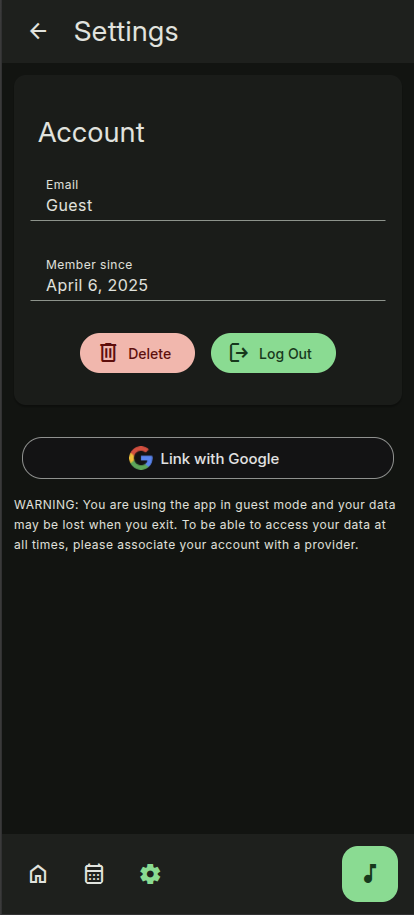 Settings
Account
Email
Guest
Member since
April 6, 2025
Delete
Log Out
Link with Google
WARNING: You are using the app in guest mode and your data
may be lost when you exit. To be able to access your data at
all times, please associate your account with a provider.